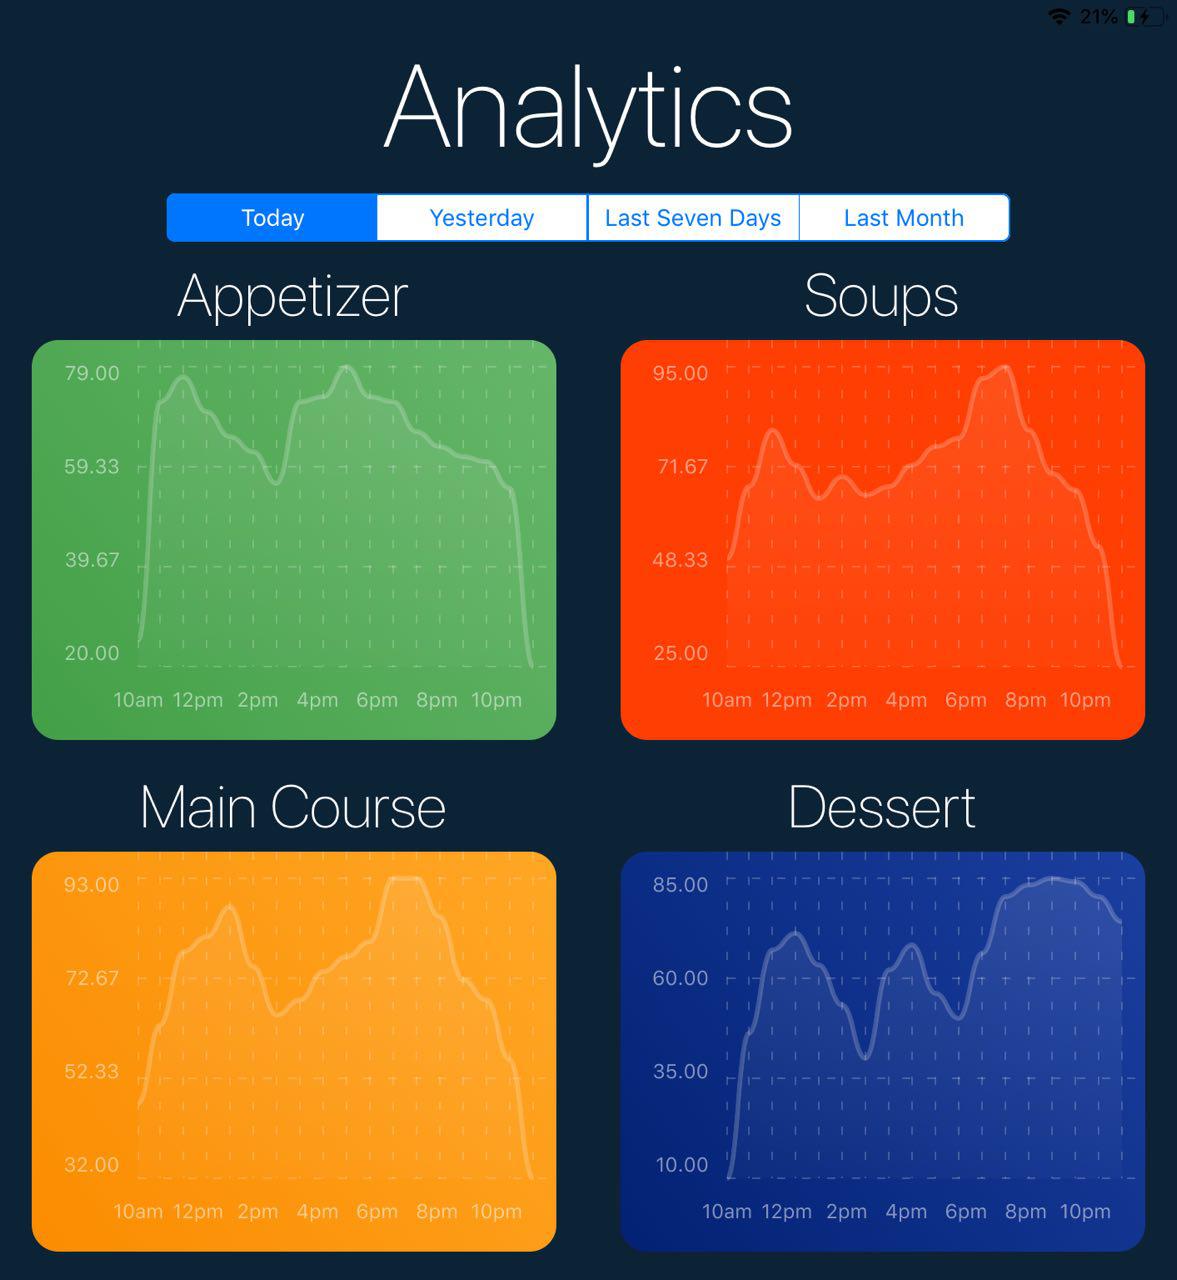 21%
Analytics
Today Yesterday Last Seven Days Last Month
Appetizer
79.00
59.33
39.67
20.00
10am 12pm 2pm 4pm 6pm 8pm 10pm
Soups
95.00
71.67
48.33
25.00
10am 12pm 2pm 4pm 6pm 8pm 10pm
Main Course
93.00
72.67
52.33
32.00
10am 12pm 2pm 4pm 6pm 8pm 10pm
Dessert
85.00
60.00
35.00
10.00
10am 12pm 2pm 4pm 6pm 8pm 10pm